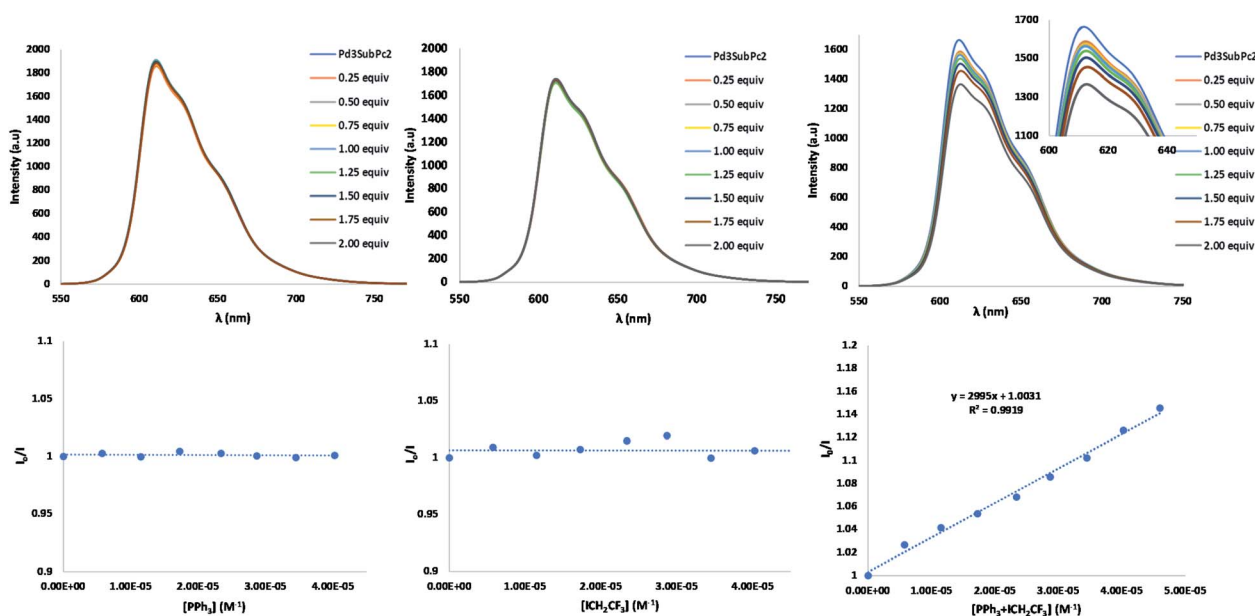 2000
1800
1600
1400
1200
1000
800
600
400
200
0
Intensity (a.u)
550 600 650 700 750
λ (nm)
Pd3SubPc2
0.25 equiv
0.50 equiv
0.75 equiv
1.00 equiv
1.25 equiv
1.50 equiv
1.75 equiv
2.00 equiv
2000
1800
1600
1400
1200
1000
800
600
400
200
0
Intensity (a.u)
550 600 650 700 750
λ (nm)
Pd3SubPc2
0.25 equiv
0.50 equiv
0.75 equiv
1.00 equiv
1.25 equiv
1.50 equiv
1.75 equiv
2.00 equiv
1600
1400
1200
1000
800
600
400
200
0
Intensity (a.u)
550 600 650 700 750
λ (nm)
Pd3SubPc2
0.25 equiv
0.50 equiv
0.75 equiv
1.00 equiv
1.25 equiv
1.50 equiv
1.75 equiv
2.00 equiv
1700
1500
1300
1100
600 620 640
1.1
1.05
1
0.95
0.9
I₀/I
0.00E+00 1.00E-05 2.00E-05 3.00E-05 4.00E-05
[PPh₃] (M⁻¹)
1.1
1.05
1
0.95
0.9
I₀/I
0.00E+00 1.00E-05 2.00E-05 3.00E-05 4.00E-05
[ICH₂CF₃] (M⁻¹)
1.2
1.18
1.16
1.14
1.12
1.1
1.08
1.06
1.04
1.02
1
I₀/I
y = 2995x + 1.0031
R² = 0.9919
0.00E+00 1.00E-05 2.00E-05 3.00E-05 4.00E-05 5.00E-05
[PPh₃+ICH₂CF₃] (M⁻¹)